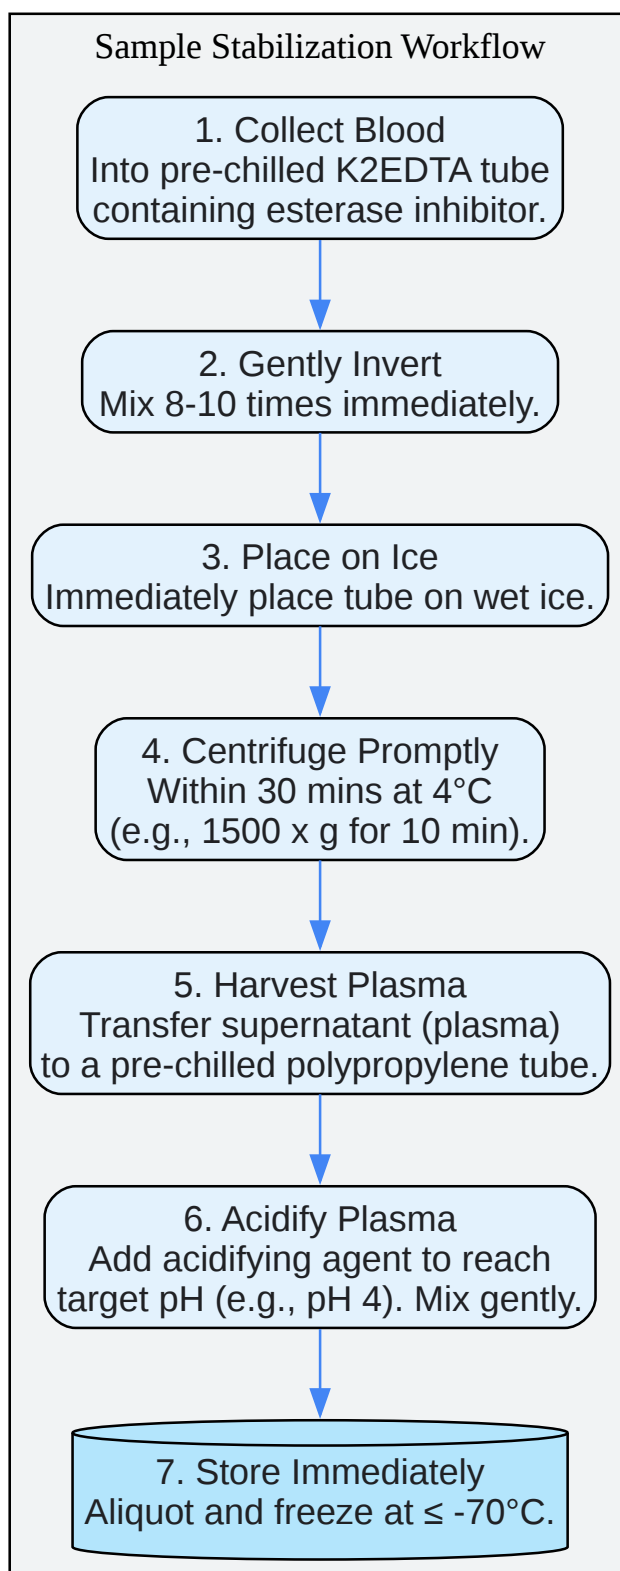 Sample Stabilization Workflow
1. Collect Blood
Into pre-chilled K2EDTA tube
containing esterase inhibitor.
2. Gently Invert
Mix 8-10 times immediately.
3. Place on Ice
Immediately place tube on wet ice.
4. Centrifuge Promptly
Within 30 mins at 4°C
(e.g., 1500 x g for 10 min).
5. Harvest Plasma
Transfer supernatant (plasma)
to a pre-chilled polypropylene tube.
6. Acidify Plasma
Add acidifying agent to reach
target pH (e.g., pH 4). Mix gently.
7. Store Immediately
Aliquot and freeze at ≤ -70°C.